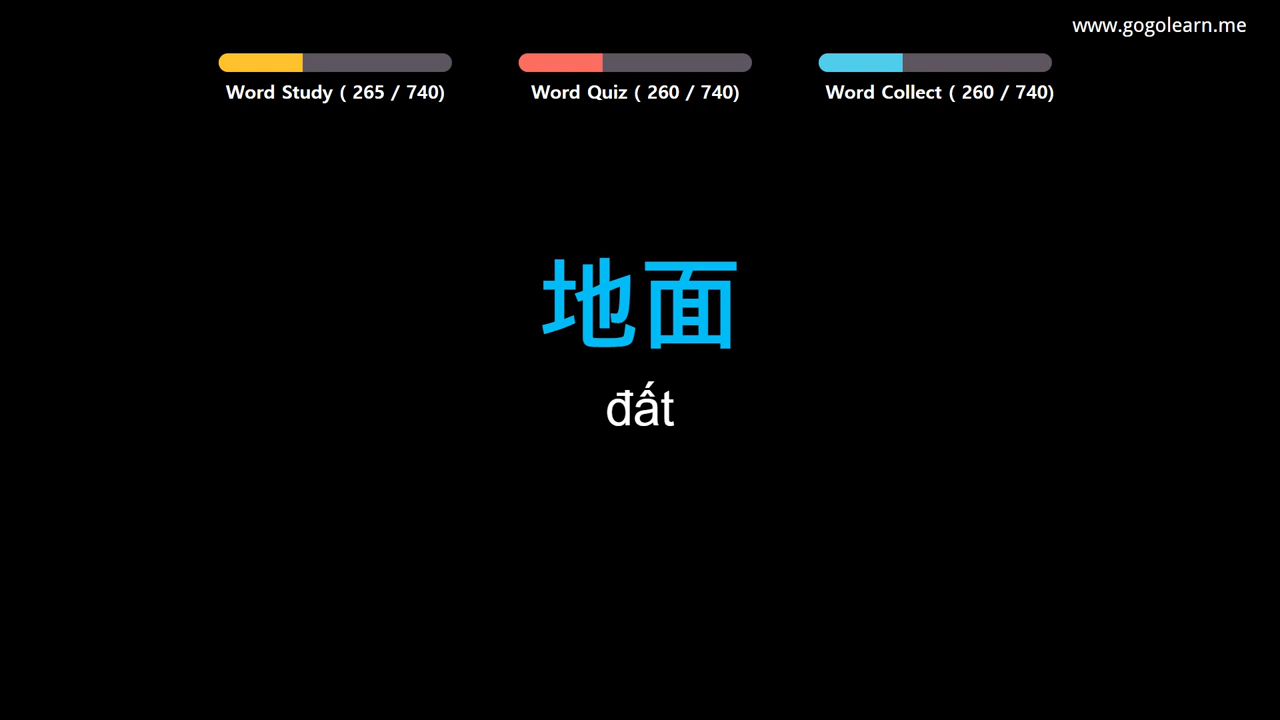 www.gogolearn.me
Word Study ( 265 / 740)
Word Quiz ( 260 / 740)
Word Collect ( 260 / 740)
地面
đất